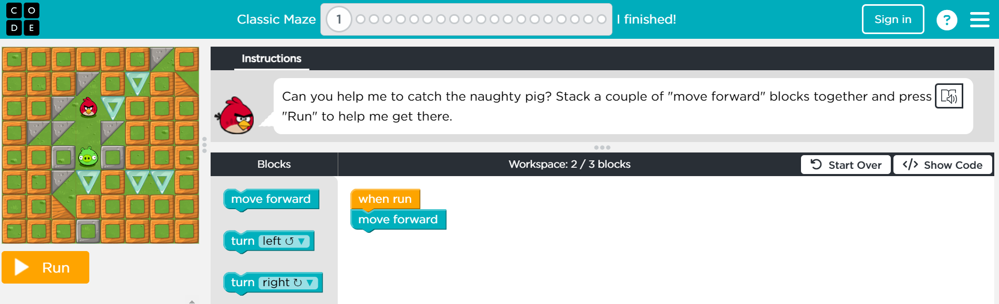 C O
D E
Classic Maze
1
I finished!
Sign in
?
Instructions
Can you help me to catch the naughty pig? Stack a couple of "move forward" blocks together and press
"Run" to help me get there.
Blocks
Workspace: 2 / 3 blocks
Start Over
</> Show Code
move forward
turn left ↺ ▼
turn right ↻ ▼
when run
move forward
Run